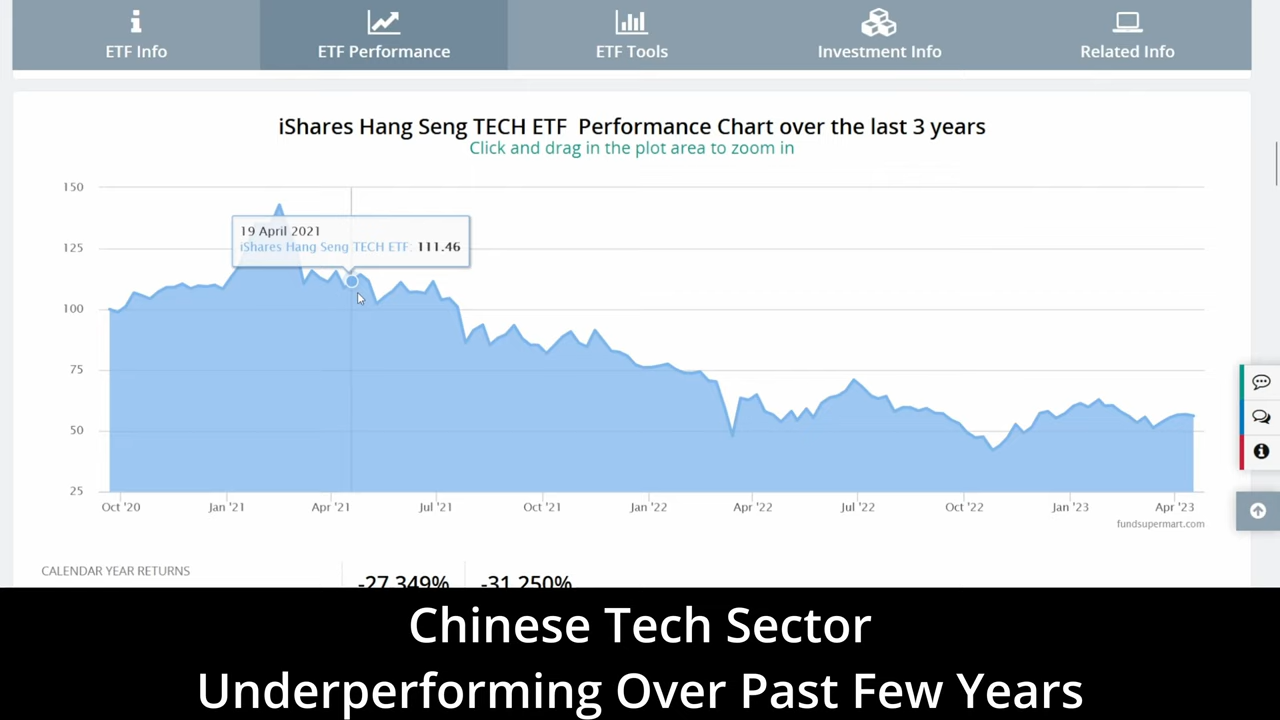 ETF Info
ETF Performance
ETF Tools
Investment Info
Related Info
iShares Hang Seng TECH ETF Performance Chart over the last 3 years
Click and drag in the plot area to zoom in
150
125
100
75
50
25
19 April 2021
iShares Hang Seng TECH ETF: 111.46
Oct '20
Jan '21
Apr '21
Jul '21
Oct '21
Jan '22
Apr '22
Jul '22
Oct '22
Jan '23
Apr '23
fundsupermart.com
CALENDAR YEAR RETURNS
-27.349%
-31.250%
Chinese Tech Sector
Underperforming Over Past Few Years